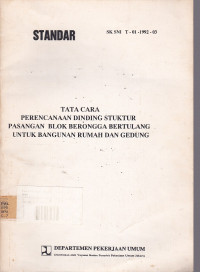 STANDAR
SK SNI T - 01 - 1992 - 03
TATA CARA
PERENCANAAN DINDING STUKTUR
PASANGAN BLOK BERONGGA BERTULANG
UNTUK BANGUNAN RUMAH DAN GEDUNG
DEPARTEMEN PEKERJAAN UMUM